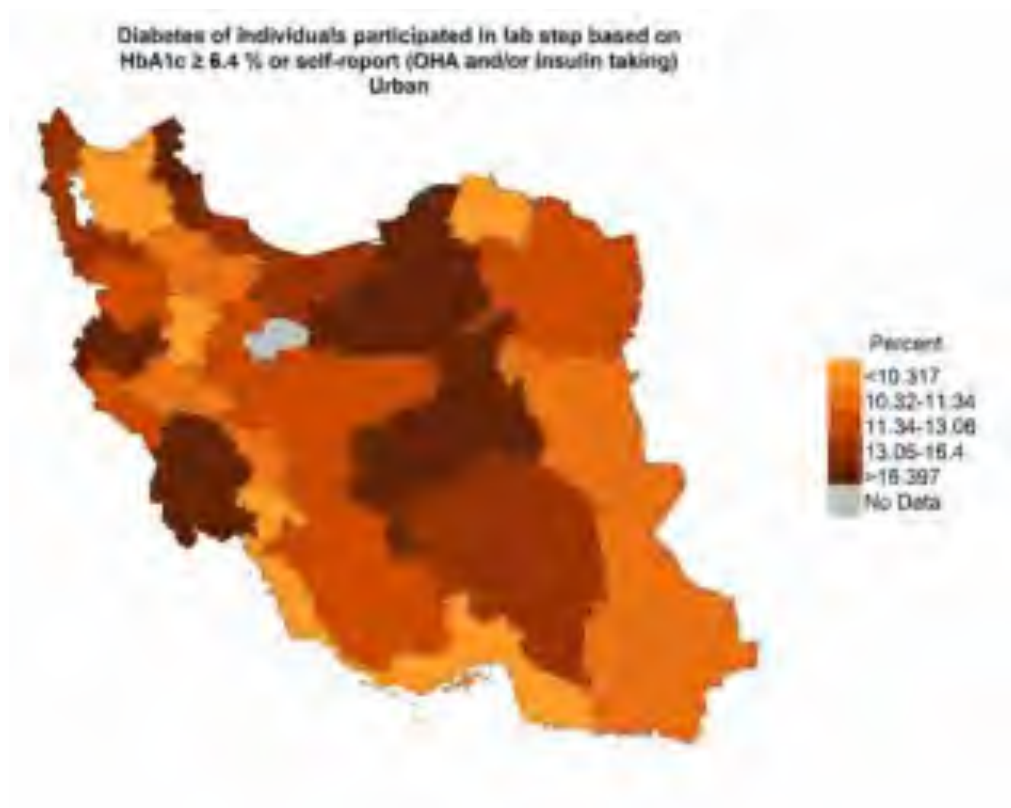 Diabetes of individuals participated in lab step based on
HbA1c ≥ 6.4 % or self-report (OHA and/or insulin taking)
Urban
Percent
<10.317
10.32-11.34
11.34-13.06
13.06-16.4
>16.397
No Data